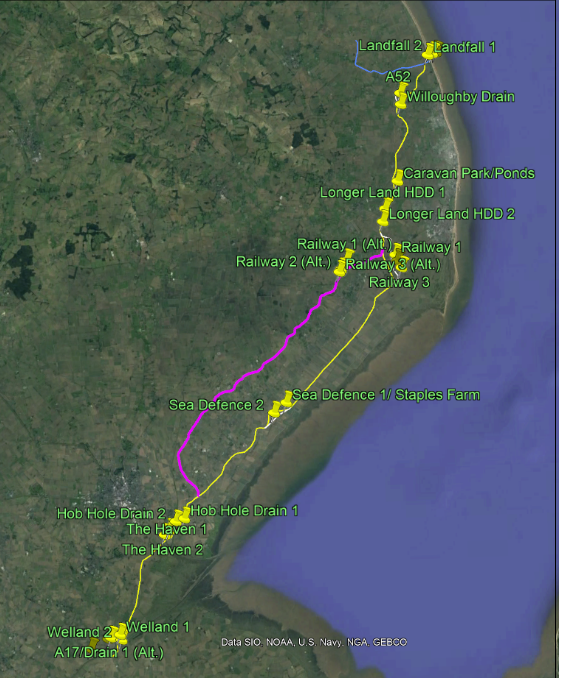 Landfall 2
Landfall 1
A52
Willoughby Drain
Caravan Park/Ponds
Longer Land HDD 1
Longer Land HDD 2
Railway 1 (Alt.)
Railway 1
Railway 2 (Alt.)
Railway 3 (Alt.)
Railway 3
Sea Defence 1/ Staples Farm
Sea Defence 2
Hob Hole Drain 2
Hob Hole Drain 1
The Haven 1
The Haven 2
Welland 2
Welland 1
A17/Drain 1 (Alt.)
Data SIO, NOAA, U.S. Navy, NGA, GEBCO